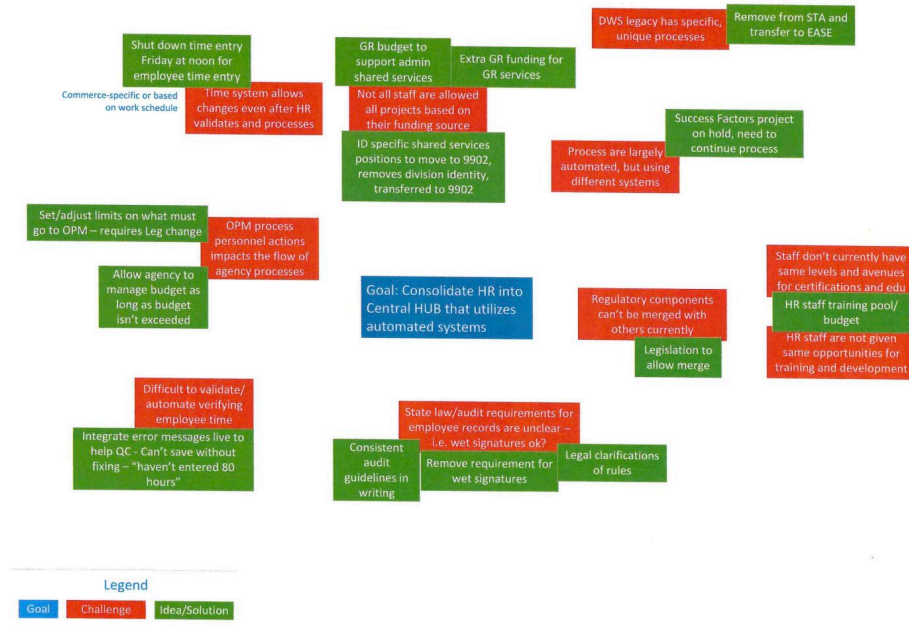 Shut down time entry
Friday at noon for
employee time entry
Commerce-specific or based
on work schedule
Time system allows
changes even after HR
validates and processes
GR budget to
support admin
shared services
Extra GR funding for
GR services
Not all staff are allowed
all projects based on
their funding source
ID specific shared services
positions to move to 9902,
removes division identity,
transferred to 9902
DWS legacy has specific,
unique processes
Remove from STA and
transfer to EASE
Success Factors project
on hold, need to
continue process
Process are largely
automated, but using
different systems
Set/adjust limits on what must
go to OPM – requires Leg change
OPM process
personnel actions
impacts the flow of
agency processes
Allow agency to
manage budget as
long as budget
isn't exceeded
Goal: Consolidate HR into
Central HUB that utilizes
automated systems
Regulatory components
can't be merged with
others currently
Legislation to
allow merge
Staff don't currently have
same levels and avenues
for certifications and edu
HR staff training pool/
budget
HR staff are not given
same opportunities for
training and development
Difficult to validate/
automate verifying
employee time
Integrate error messages live to
help QC - Can't save without
fixing – "haven't entered 80
hours"
State law/audit requirements for
employee records are unclear –
i.e. wet signatures ok?
Consistent
audit
guidelines in
writing
Remove requirement for
wet signatures
Legal clarifications
of rules
Legend
Goal
Challenge
Idea/Solution